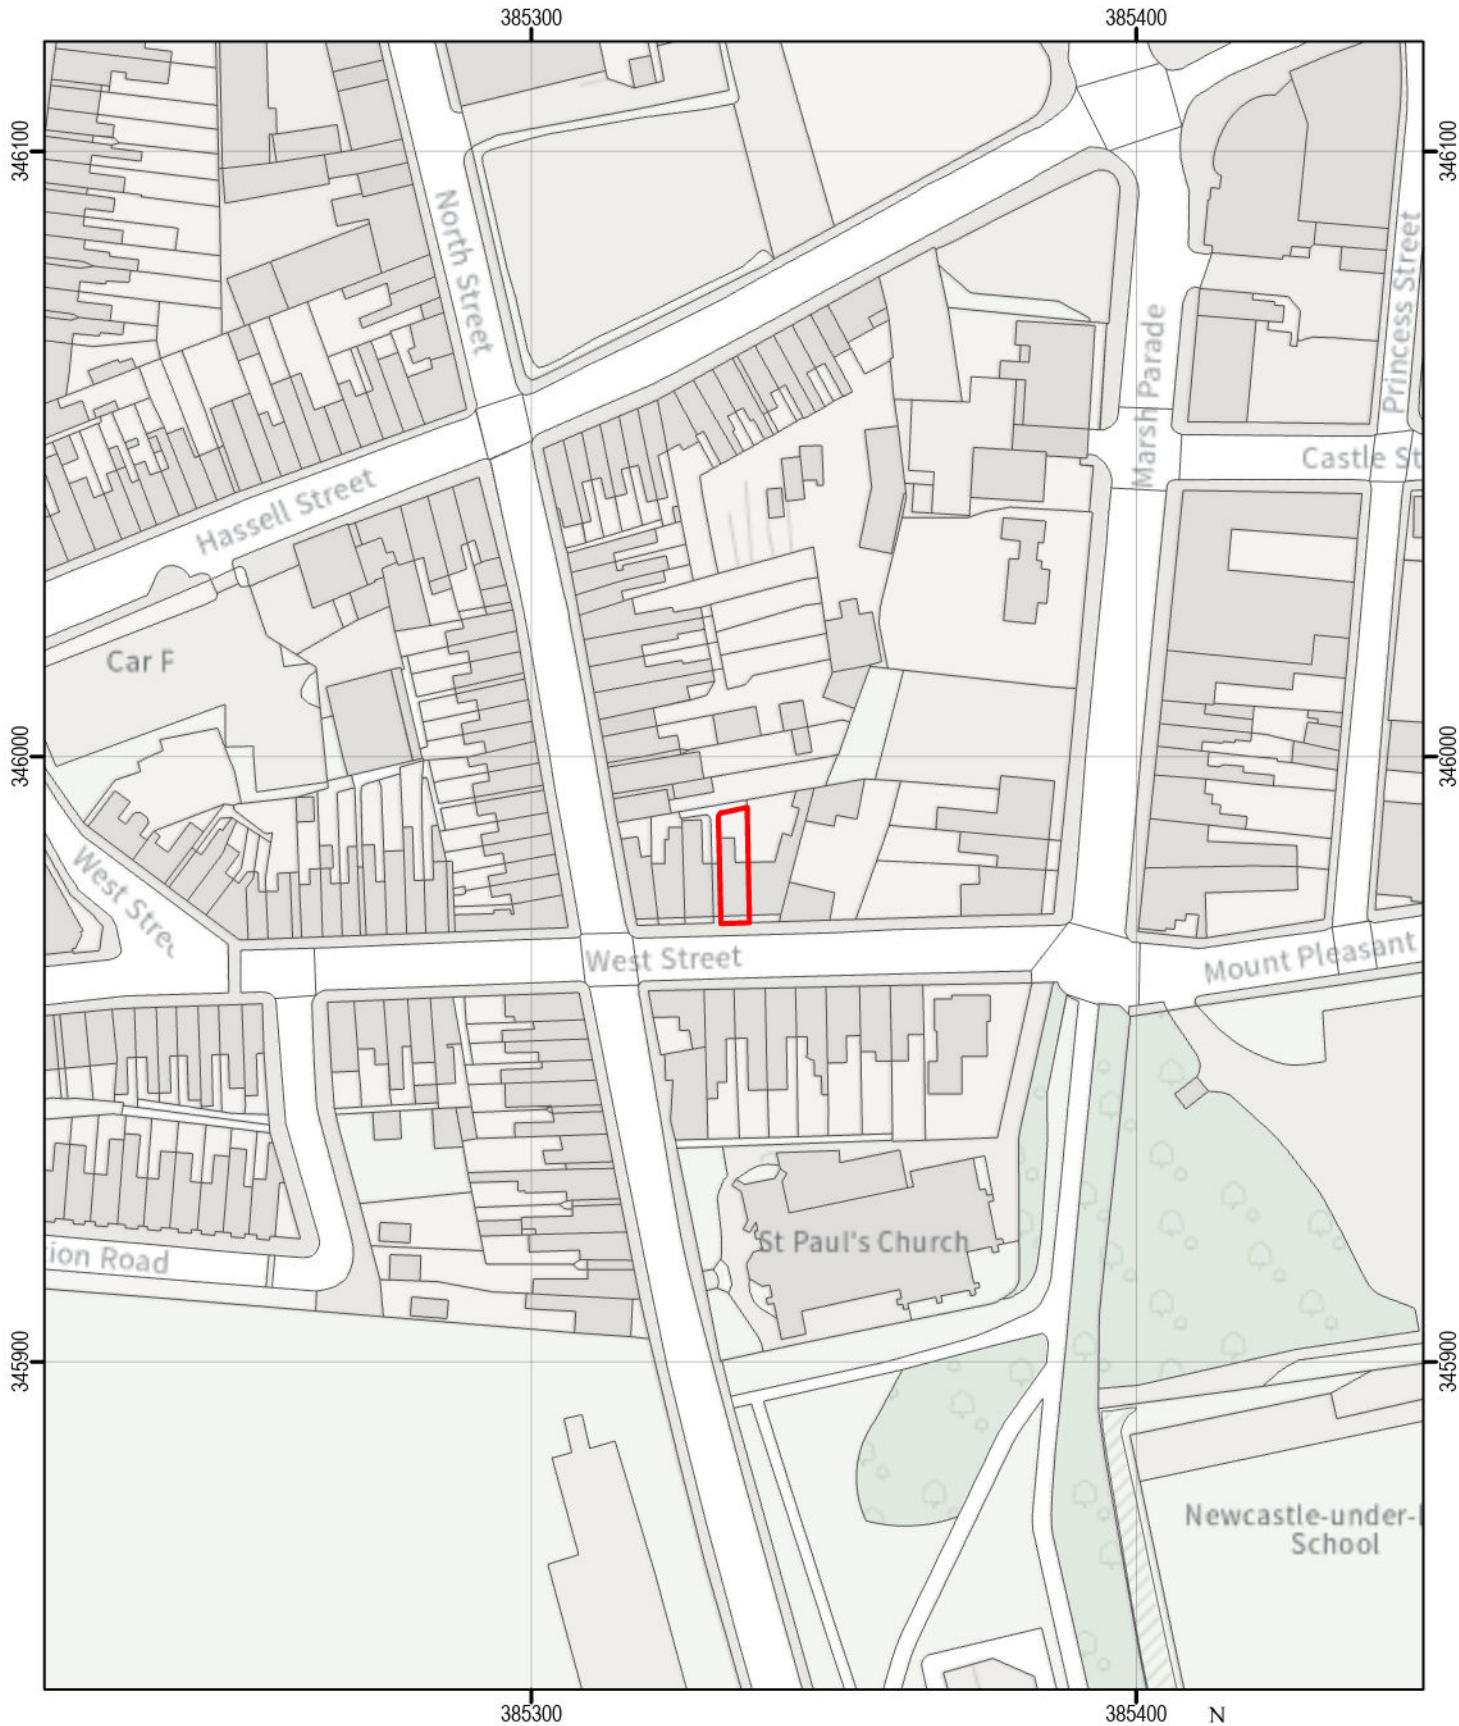 385300
385400
346100
346100
North Street
Princess Street
Marsh Parade
Castle St
Hassell Street
Car F
346000
346000
West Stree
West Street
Mount Pleasant
St Paul's Church
ion Road
345900
345900
Newcastle-under-
School
385300
385400
N